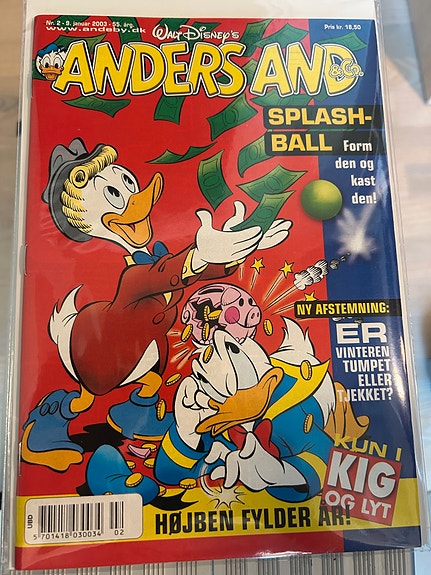 Nr. 2 - 9. januar 2003 - 55. årg.
www.andeby.dk
WALT DISNEY'S
Pris kr. 18,50
ANDERS AND
& Co.
SPLASH-
BALL Form
den og
kast
den!
NY AFSTEMNING:
ER
VINTEREN
TUMPET
ELLER
TJEKKET?
KUN I
KIG
OG LYT
HØJBEN FYLDER ÅR!
UBD
5 701418 030034 02